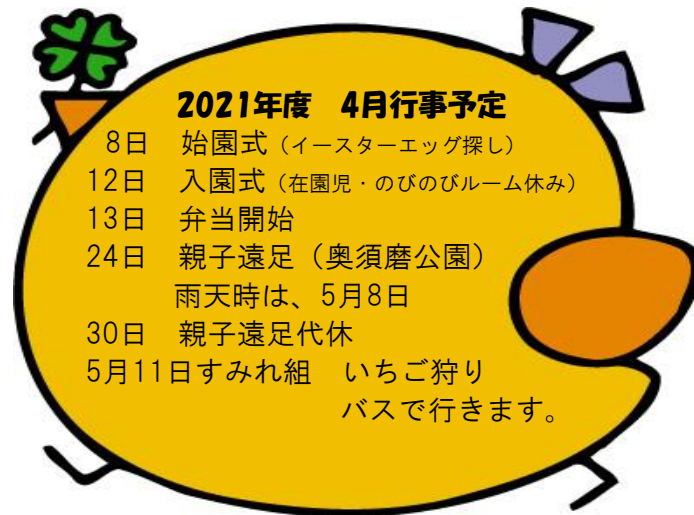 2021年度　4月行事予定
8日　始園式（イースターエッグ探し）
12日　入園式（在園児・のびのびルーム休み）
13日　弁当開始
24日　親子遠足（奥須磨公園）
雨天時は、5月8日
30日　親子遠足代休
5月11日すみれ組　いちご狩り
バスで行きます。